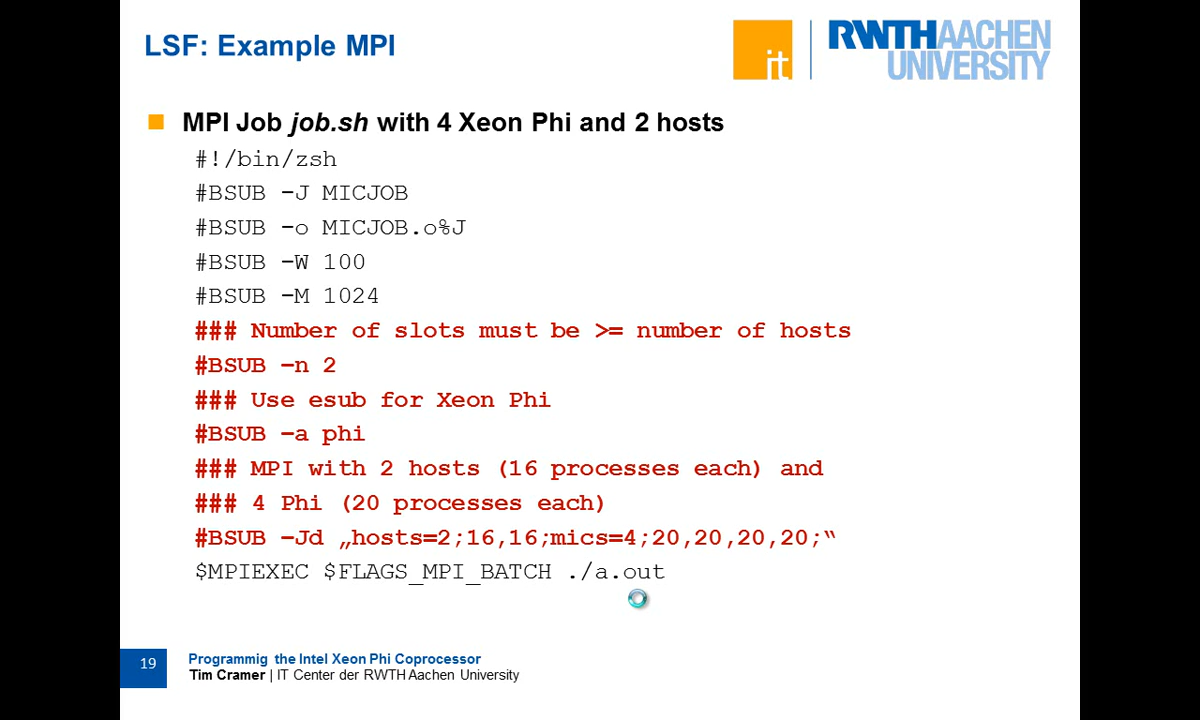 LSF: Example MPI
it
RWTHAACHEN
UNIVERSITY
MPI Job job.sh with 4 Xeon Phi and 2 hosts
#!/bin/zsh
#BSUB -J MICJOB
#BSUB -o MICJOB.o%J
#BSUB -W 100
#BSUB -M 1024
### Number of slots must be >= number of hosts
#BSUB –n 2
### Use esub for Xeon Phi
#BSUB –a phi
### MPI with 2 hosts (16 processes each) and
### 4 Phi (20 processes each)
#BSUB –Jd „hosts=2;16,16;mics=4;20,20,20,20;“
$MPIEXEC $FLAGS_MPI_BATCH ./a.out
19
Programmig the Intel Xeon Phi Coprocessor
Tim Cramer | IT Center der RWTH Aachen University